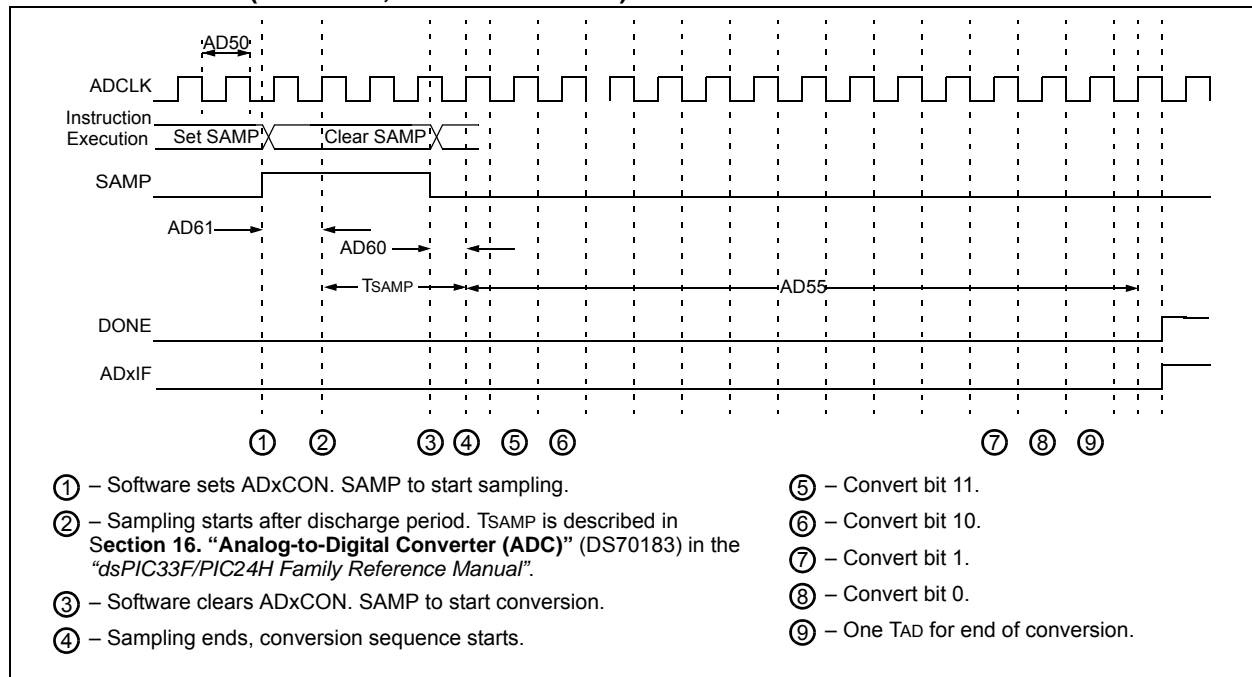 AD50
ADCLK
Instruction
Execution
Set SAMP
Clear SAMP
SAMP
AD61
AD60
TSAMP
AD55
DONE
ADxIF
1 2 3 4 5 6 7 8 9
1 – Software sets ADxCON. SAMP to start sampling.
2 – Sampling starts after discharge period. TSAMP is described in
Section 16. “Analog-to-Digital Converter (ADC)” (DS70183) in the
“dsPIC33F/PIC24H Family Reference Manual”.
3 – Software clears ADxCON. SAMP to start conversion.
4 – Sampling ends, conversion sequence starts.
5 – Convert bit 11.
6 – Convert bit 10.
7 – Convert bit 1.
8 – Convert bit 0.
9 – One TAD for end of conversion.